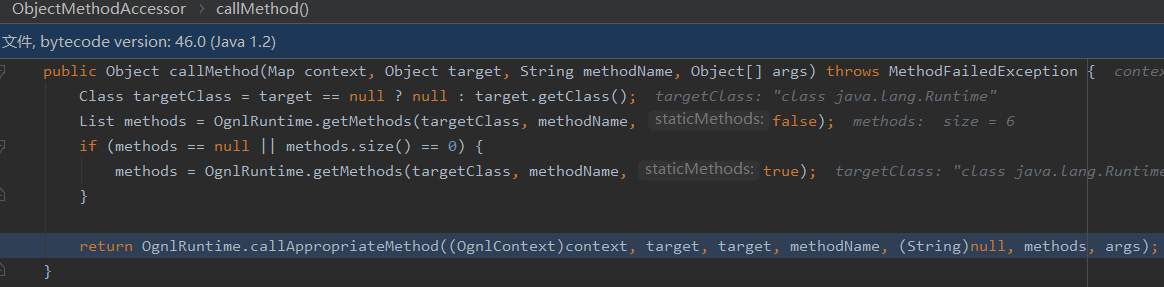 ObjectMethodAccessor › callMethod()
文件, bytecode version: 46.0 (Java 1.2)
public Object callMethod(Map context, Object target, String methodName, Object[] args) throws MethodFailedException { contex
Class targetClass = target == null ? null : target.getClass(); targetClass: "class java.lang.Runtime"
List methods = OgnlRuntime.getMethods(targetClass, methodName, staticMethods: false); methods: size = 6
if (methods == null || methods.size() == 0) {
methods = OgnlRuntime.getMethods(targetClass, methodName, staticMethods: true); targetClass: "class java.lang.Runtime
}
return OgnlRuntime.callAppropriateMethod((OgnlContext)context, target, target, methodName, (String)null, methods, args);
}